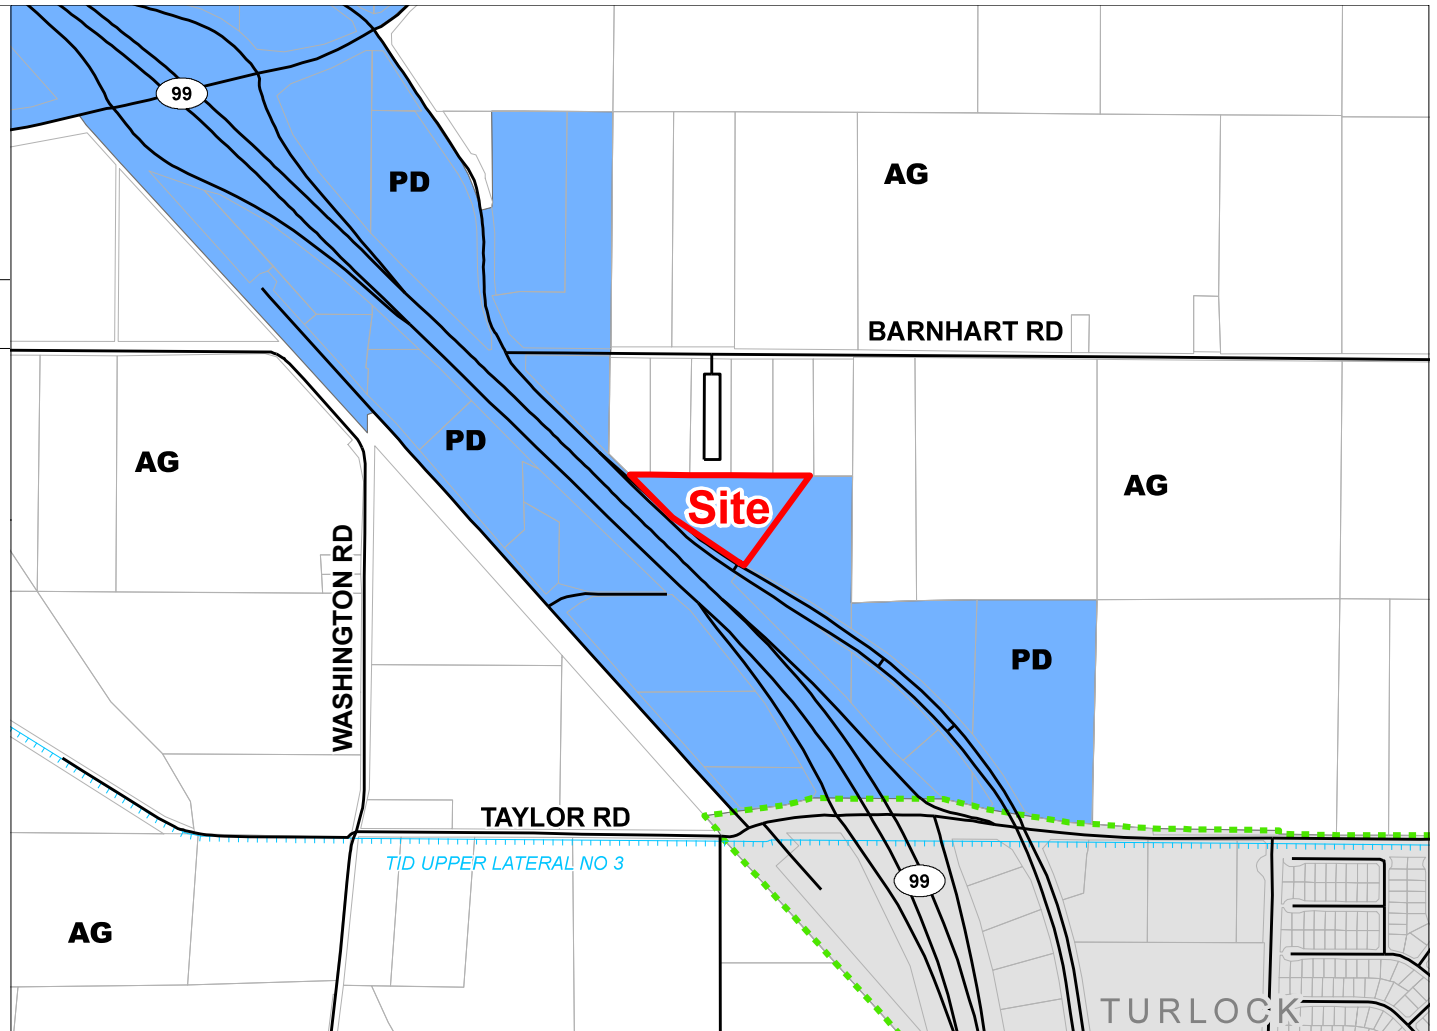 99
PD
AG
BARNHART RD
PD
AG
AG
Site
WASHINGTON RD
PD
TAYLOR RD
TID UPPER LATERAL NO 3
99
AG
TURLOCK